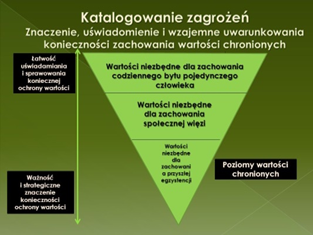 Katalogowanie zagrożeń
Znaczenie, uświadomienie i wzajemne uwarunkowania
konieczności zachowania wartości chronionych
Łatwość
uświadamiania
i sprawowania
koniecznej
ochrony wartości
Wartości niezbędne dla zachowania
codziennego bytu pojedynczego
człowieka
Wartości niezbędne
dla zachowania
społecznej więzi
Wartości
niezbędne
dla
zachowani
a przyszłej
egzystencji
Poziomy wartości
chronionych
Ważność
i strategiczne
znaczenie
konieczności
ochrony wartości